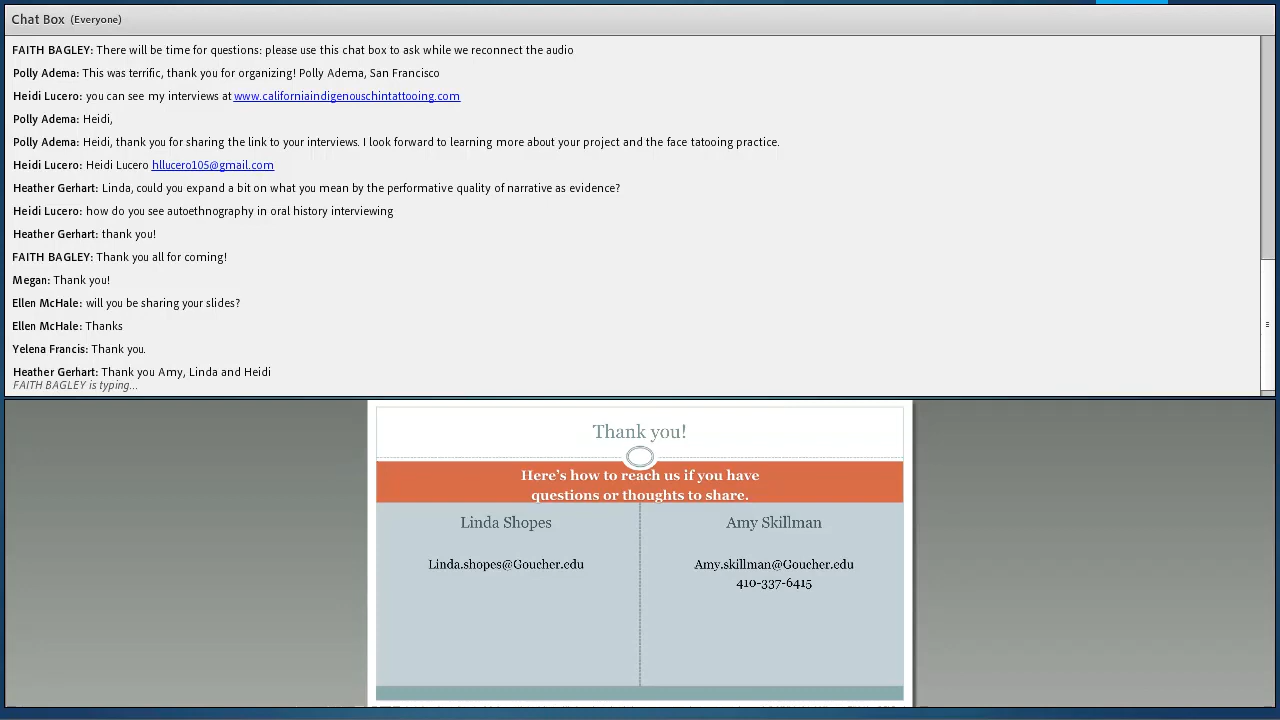 Chat Box (Everyone)
FAITH BAGLEY: There will be time for questions: please use this chat box to ask while we reconnect the audio
Polly Adema: This was terrific, thank you for organizing! Polly Adema, San Francisco
Heidi Lucero: you can see my interviews at www.californiaindigenouschintattooing.com
Polly Adema: Heidi,
Polly Adema: Heidi, thank you for sharing the link to your interviews. I look forward to learning more about your project and the face tatooing practice.
Heidi Lucero: Heidi Lucero hllucero105@gmail.com
Heather Gerhart: Linda, could you expand a bit on what you mean by the performative quality of narrative as evidence?
Heidi Lucero: how do you see autoethnography in oral history interviewing
Heather Gerhart: thank you!
FAITH BAGLEY: Thank you all for coming!
Megan: Thank you!
Ellen McHale: will you be sharing your slides?
Ellen McHale: Thanks
Yelena Francis: Thank you.
Heather Gerhart: Thank you Amy, Linda and Heidi
FAITH BAGLEY is typing...
Thank you!
Here's how to reach us if you have
questions or thoughts to share.
Linda Shopes
Linda.shopes@Goucher.edu
Amy Skillman
Amy.skillman@Goucher.edu
410-337-6415